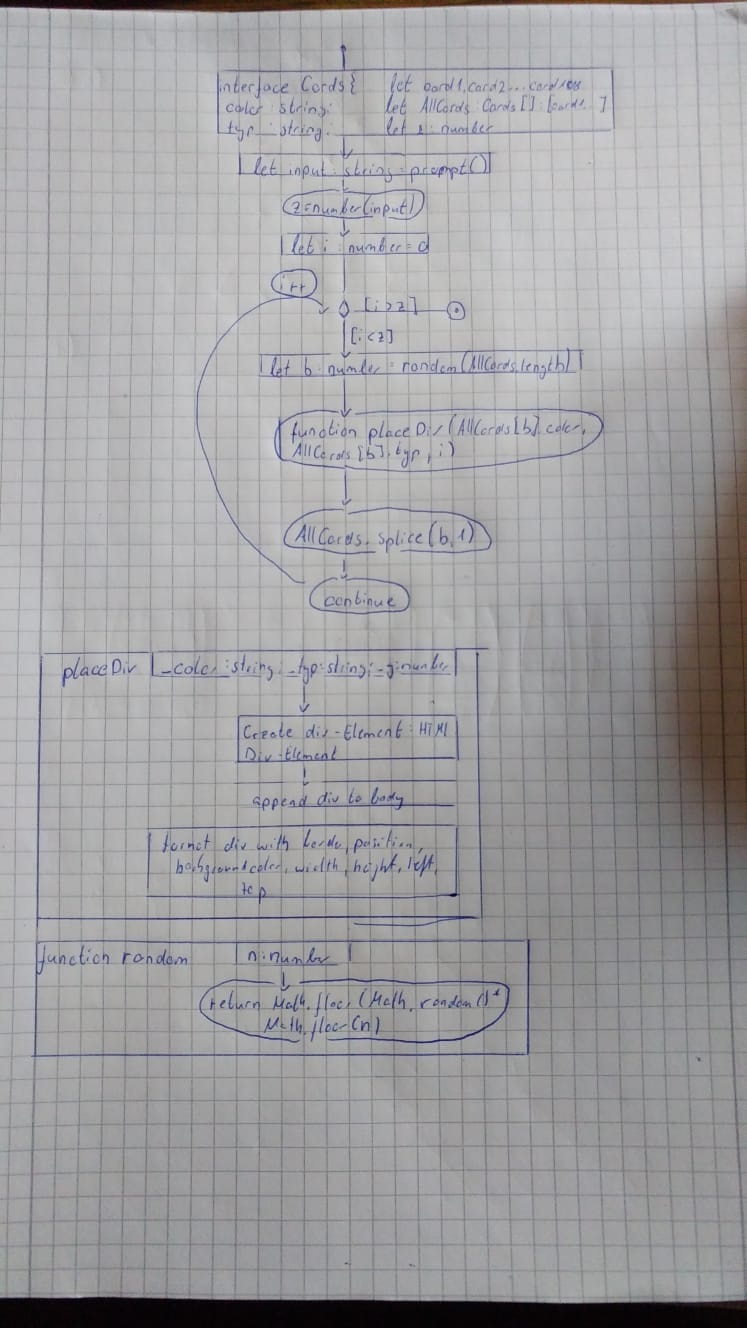 interface Cards{
color : string;
typ : string;
let card1, card2 ... card108
let AllCards : Cards [] = [card1 ]
let z : number
let input : string = prompt()
z=number(input)
let i : number = 0
i++
[i>z]
[i<z]
let b : number = random(AllCards.length)
function placeDiv (AllCards[b].color,
AllCards [b].typ, i)
AllCards. splice (b, 1)
continue
placeDiv
_color :string; _typ:string; _y:number
Create div-Element : HTMl
Div-Element
append div to body
format div with border, position,
backgroundcolor, width, height, left,
top
function random
n:number
return Math.floor (Math. random()*
Math.floor(n)